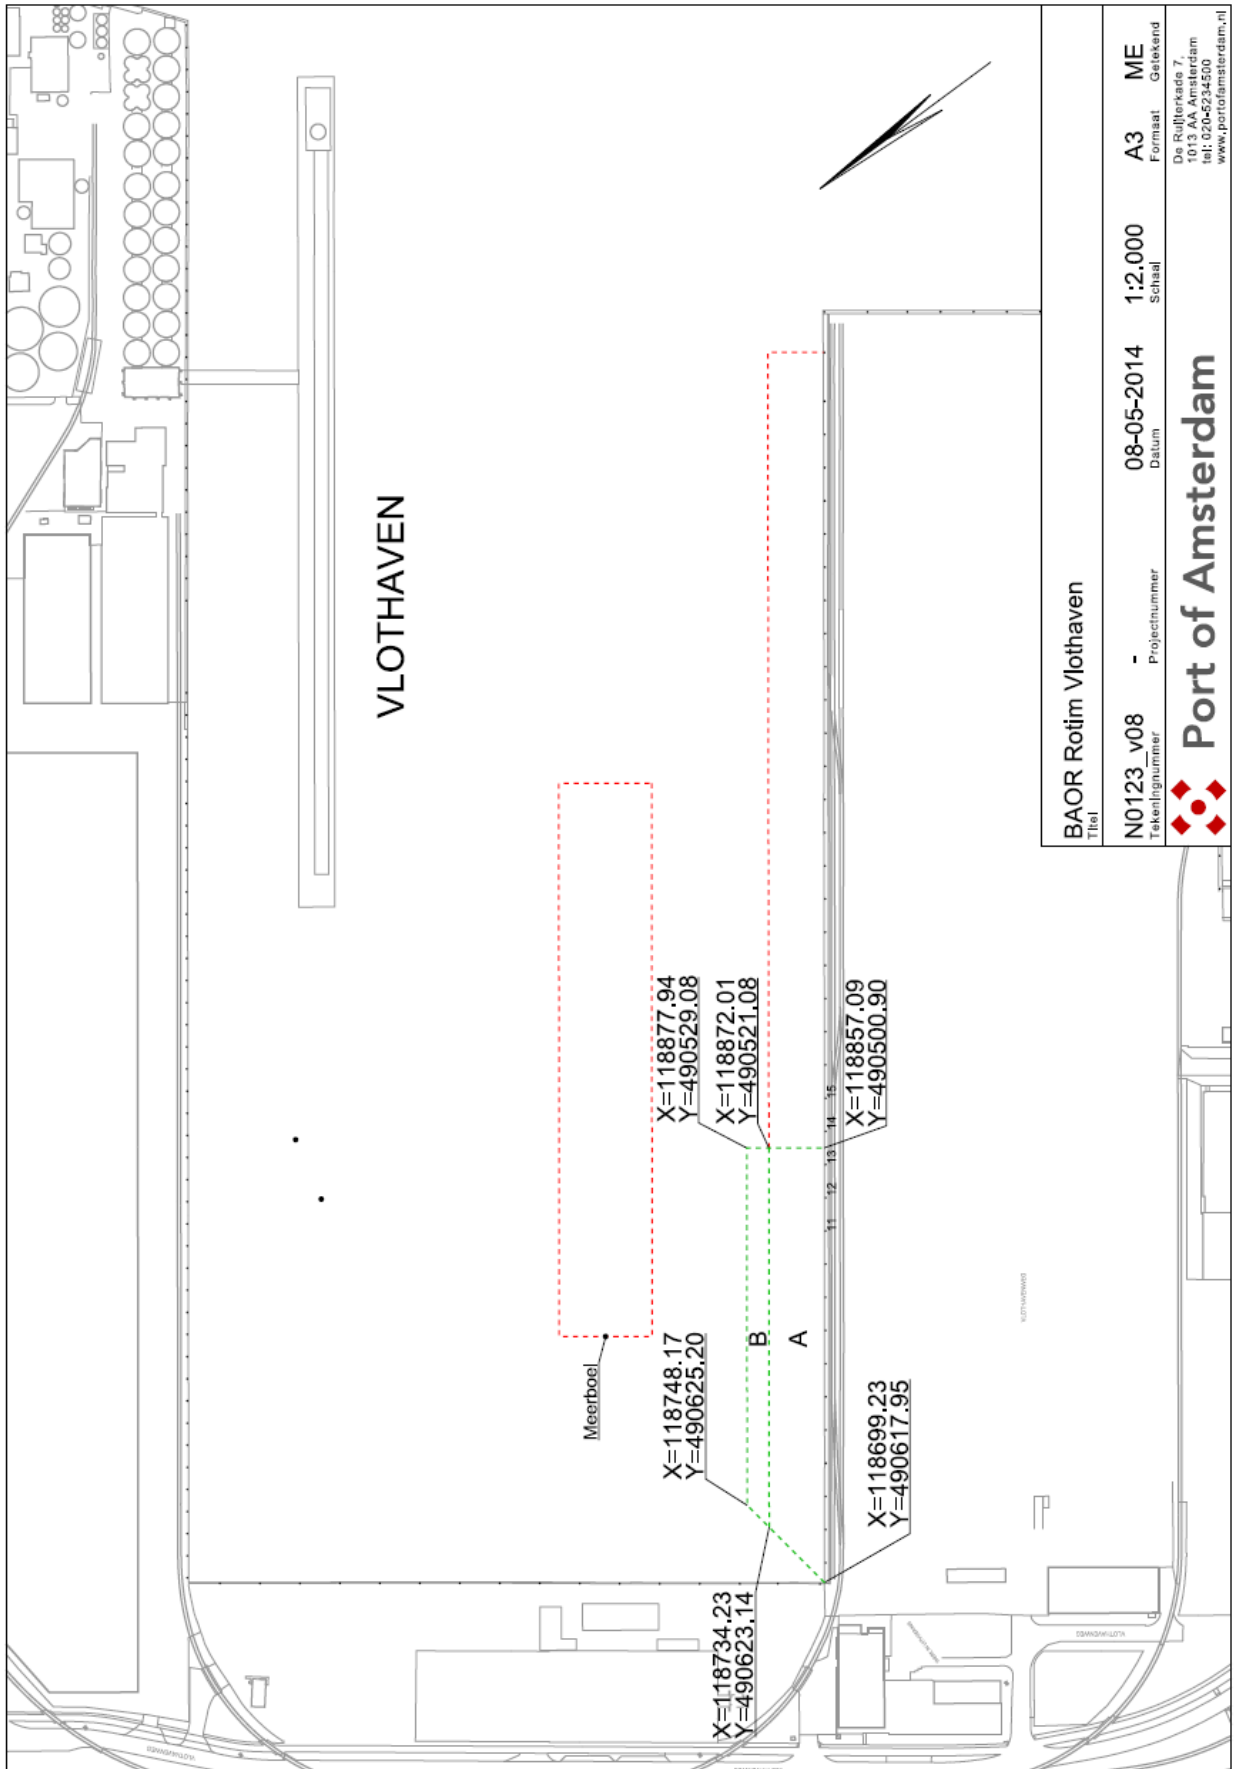 VLOTHAVEN
Meerboei
X=118877.94
Y=490529.08
X=118872.01
Y=490521.08
X=118857.09
Y=490500.90
X=118748.17
Y=490625.20
X=118734.23
Y=490623.14
X=118699.23
Y=490617.95
B
A
11 12 13 14 15
VLOTHAVENWEG
VLOTHAVENWEG
VLOTHAVENWEG
BAOR Rotim Vlothaven
Titel
N0123_v08 - 08-05-2014 1:2.000 A3 ME
Tekeningnummer Projectnummer Datum Schaal Formaat Getekend
Port of Amsterdam
De Ruijterkade 7,
1013 AA Amsterdam
tel: 020-5234500
www.portofamsterdam.nl